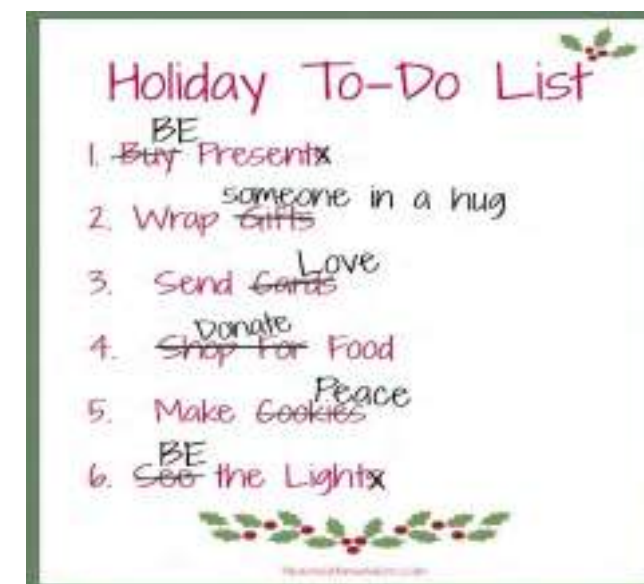 Holiday To-Do List
BE
1. Buy Presents
someone in a hug
2. Wrap Gifts
Love
3. Send Cards
Donate
4. Shop For Food
Peace
5. Make Cookies
BE
6. See the Lights